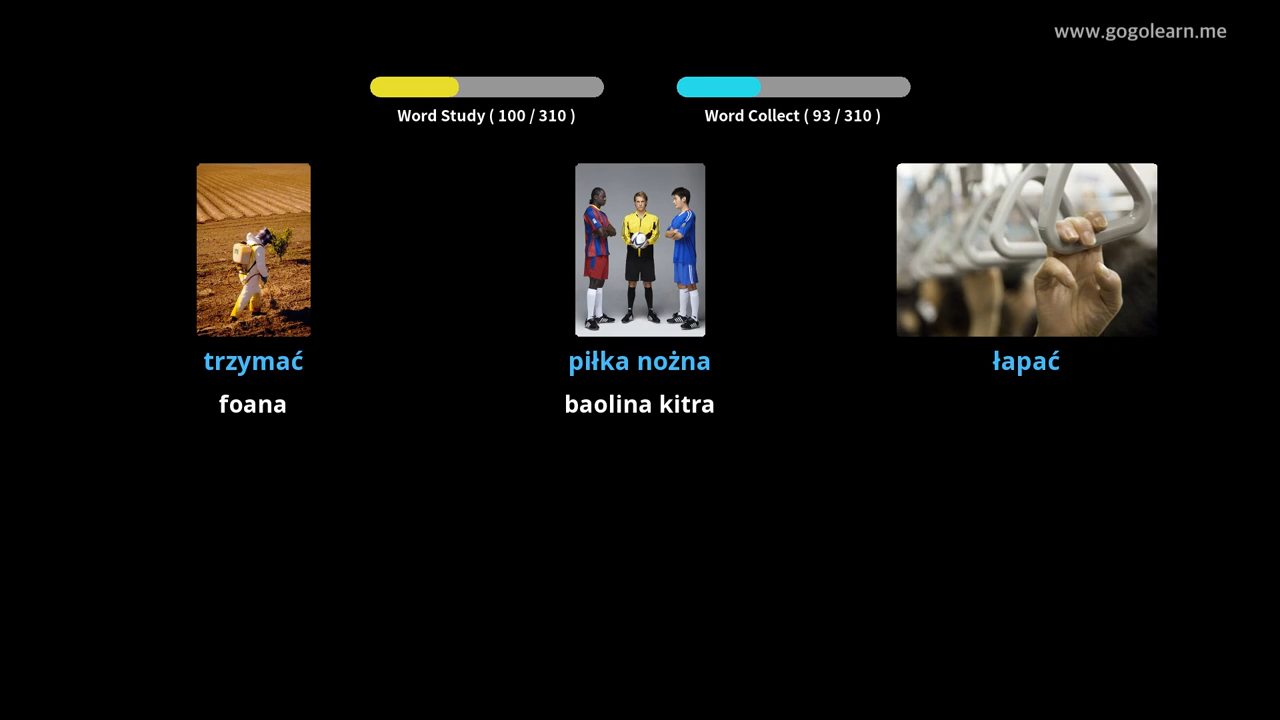 www.gogolearn.me
Word Study ( 100 / 310 )
Word Collect ( 93 / 310 )
trzymać
foana
piłka nożna
baolina kitra
łapać